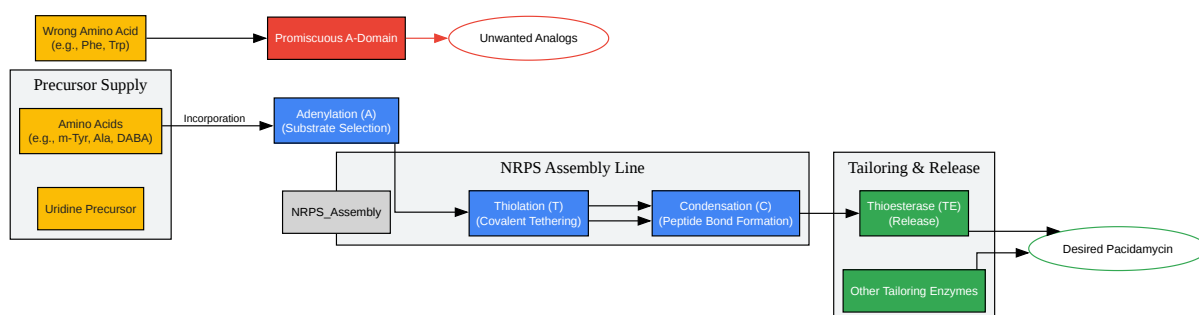 Wrong Amino Acid
(e.g., Phe, Trp)
Promiscuous A-Domain
Unwanted Analogs
Precursor Supply
Amino Acids
(e.g., m-Tyr, Ala, DABA)
Incorporation
Adenylation (A)
(Substrate Selection)
Uridine Precursor
NRPS Assembly Line
NRPS_Assembly
Thiolation (T)
(Covalent Tethering)
Condensation (C)
(Peptide Bond Formation)
Tailoring & Release
Thioesterase (TE)
(Release)
Other Tailoring Enzymes
Desired Pacidamycin